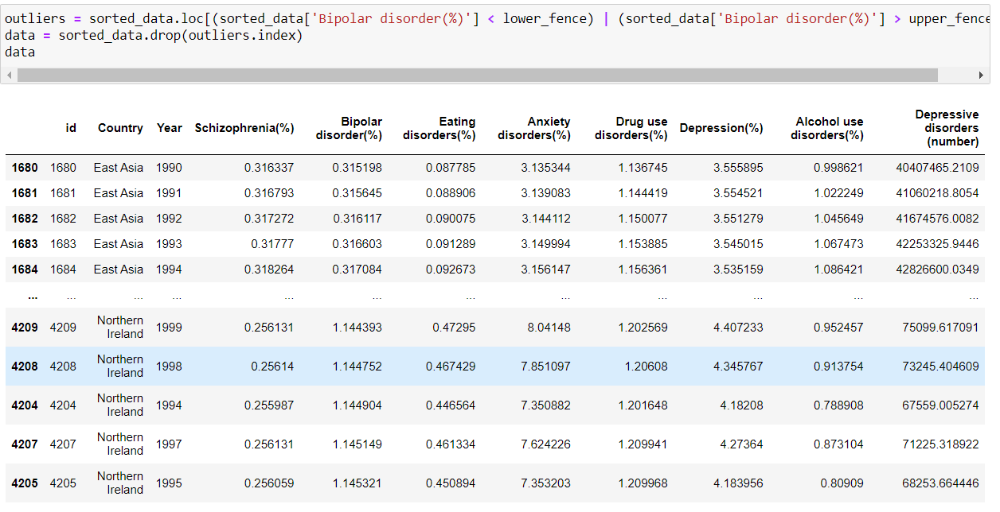 outliers = sorted_data.loc[(sorted_data['Bipolar disorder(%)'] < lower_fence) | (sorted_data['Bipolar disorder(%)'] > upper_fence
data = sorted_data.drop(outliers.index)
data
id Country Year Schizophrenia(%) Bipolar disorder(%) Eating disorders(%) Anxiety disorders(%) Drug use disorders(%) Depression(%) Alcohol use disorders(%) Depressive disorders (number)
1680 1680 East Asia 1990 0.316337 0.315198 0.087785 3.135344 1.136745 3.555895 0.998621 40407465.2109
1681 1681 East Asia 1991 0.316793 0.315645 0.088906 3.139083 1.144419 3.554521 1.022249 41060218.8054
1682 1682 East Asia 1992 0.317272 0.316117 0.090075 3.144112 1.150077 3.551279 1.045649 41674576.0082
1683 1683 East Asia 1993 0.31777 0.316603 0.091289 3.149994 1.153885 3.545015 1.067473 42253325.9446
1684 1684 East Asia 1994 0.318264 0.317084 0.092673 3.156147 1.156361 3.535159 1.086421 42826600.0349
... ... ... ... ... ... ... ... ... ... ... ...
4209 4209 Northern Ireland 1999 0.256131 1.144393 0.47295 8.04148 1.202569 4.407233 0.952457 75099.617091
4208 4208 Northern Ireland 1998 0.25614 1.144752 0.467429 7.851097 1.20608 4.345767 0.913754 73245.404609
4204 4204 Northern Ireland 1994 0.255987 1.144904 0.446564 7.350882 1.201648 4.18208 0.788908 67559.005274
4207 4207 Northern Ireland 1997 0.256131 1.145149 0.461334 7.624226 1.209941 4.27364 0.873104 71225.318922
4205 4205 Northern Ireland 1995 0.256059 1.145321 0.450894 7.353203 1.209968 4.183956 0.80909 68253.664446